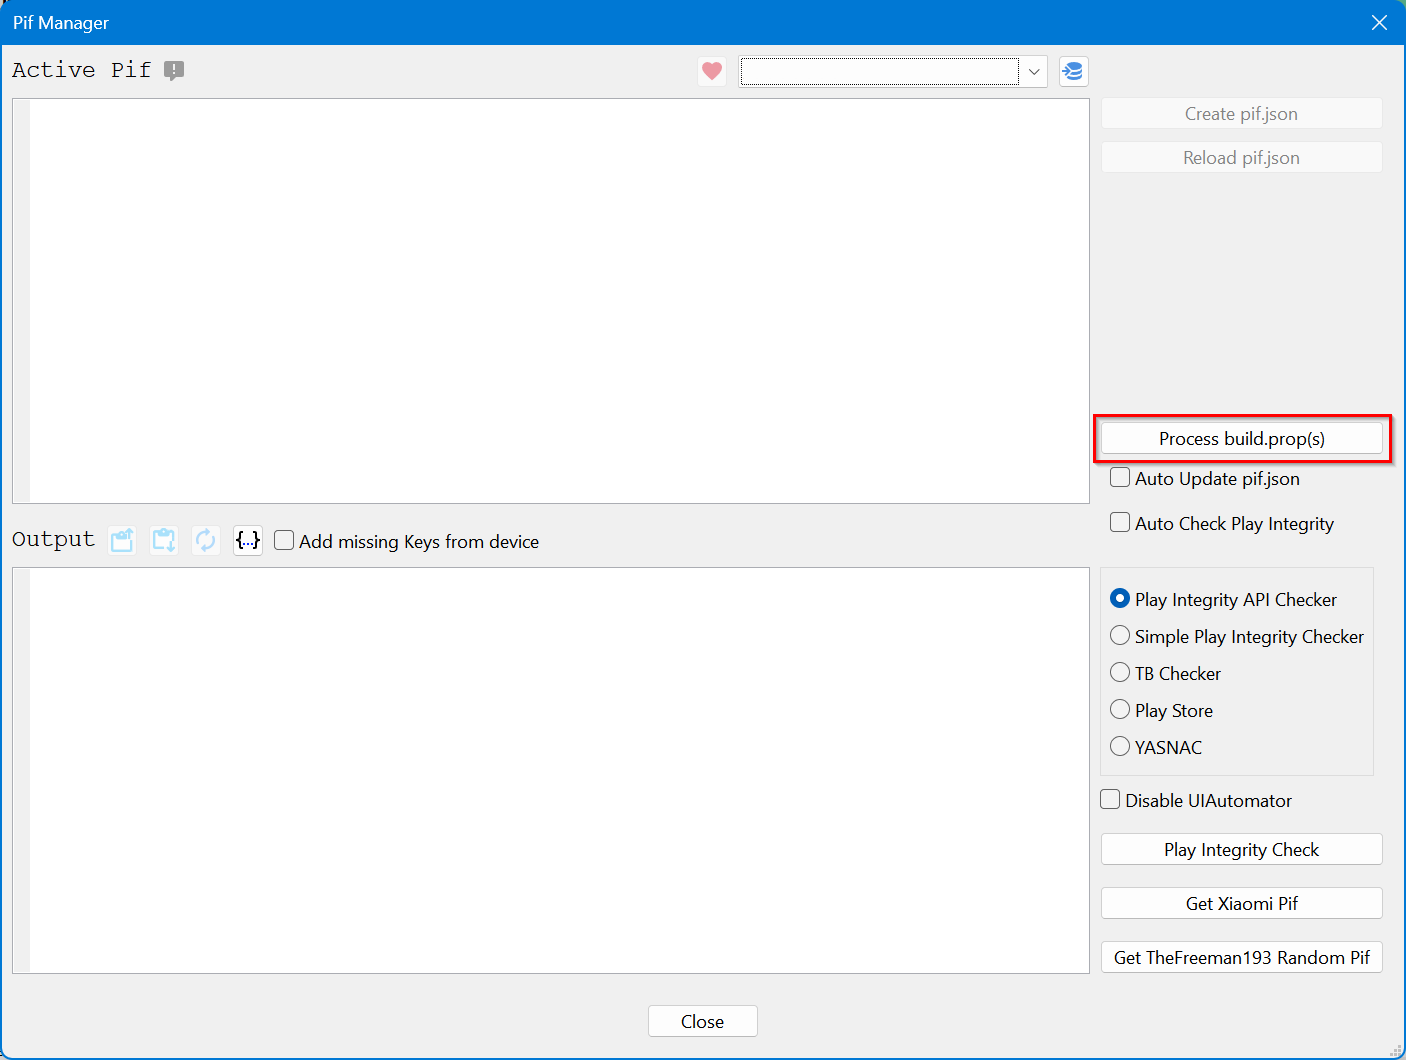 Pif Manager
Active Pif
Create pif.json
Reload pif.json
Process build.prop(s)
Auto Update pif.json
Auto Check Play Integrity
Output
{...}
Add missing Keys from device
Play Integrity API Checker
Simple Play Integrity Checker
TB Checker
Play Store
YASNAC
Disable UIAutomator
Play Integrity Check
Get Xiaomi Pif
Get TheFreeman193 Random Pif
Close